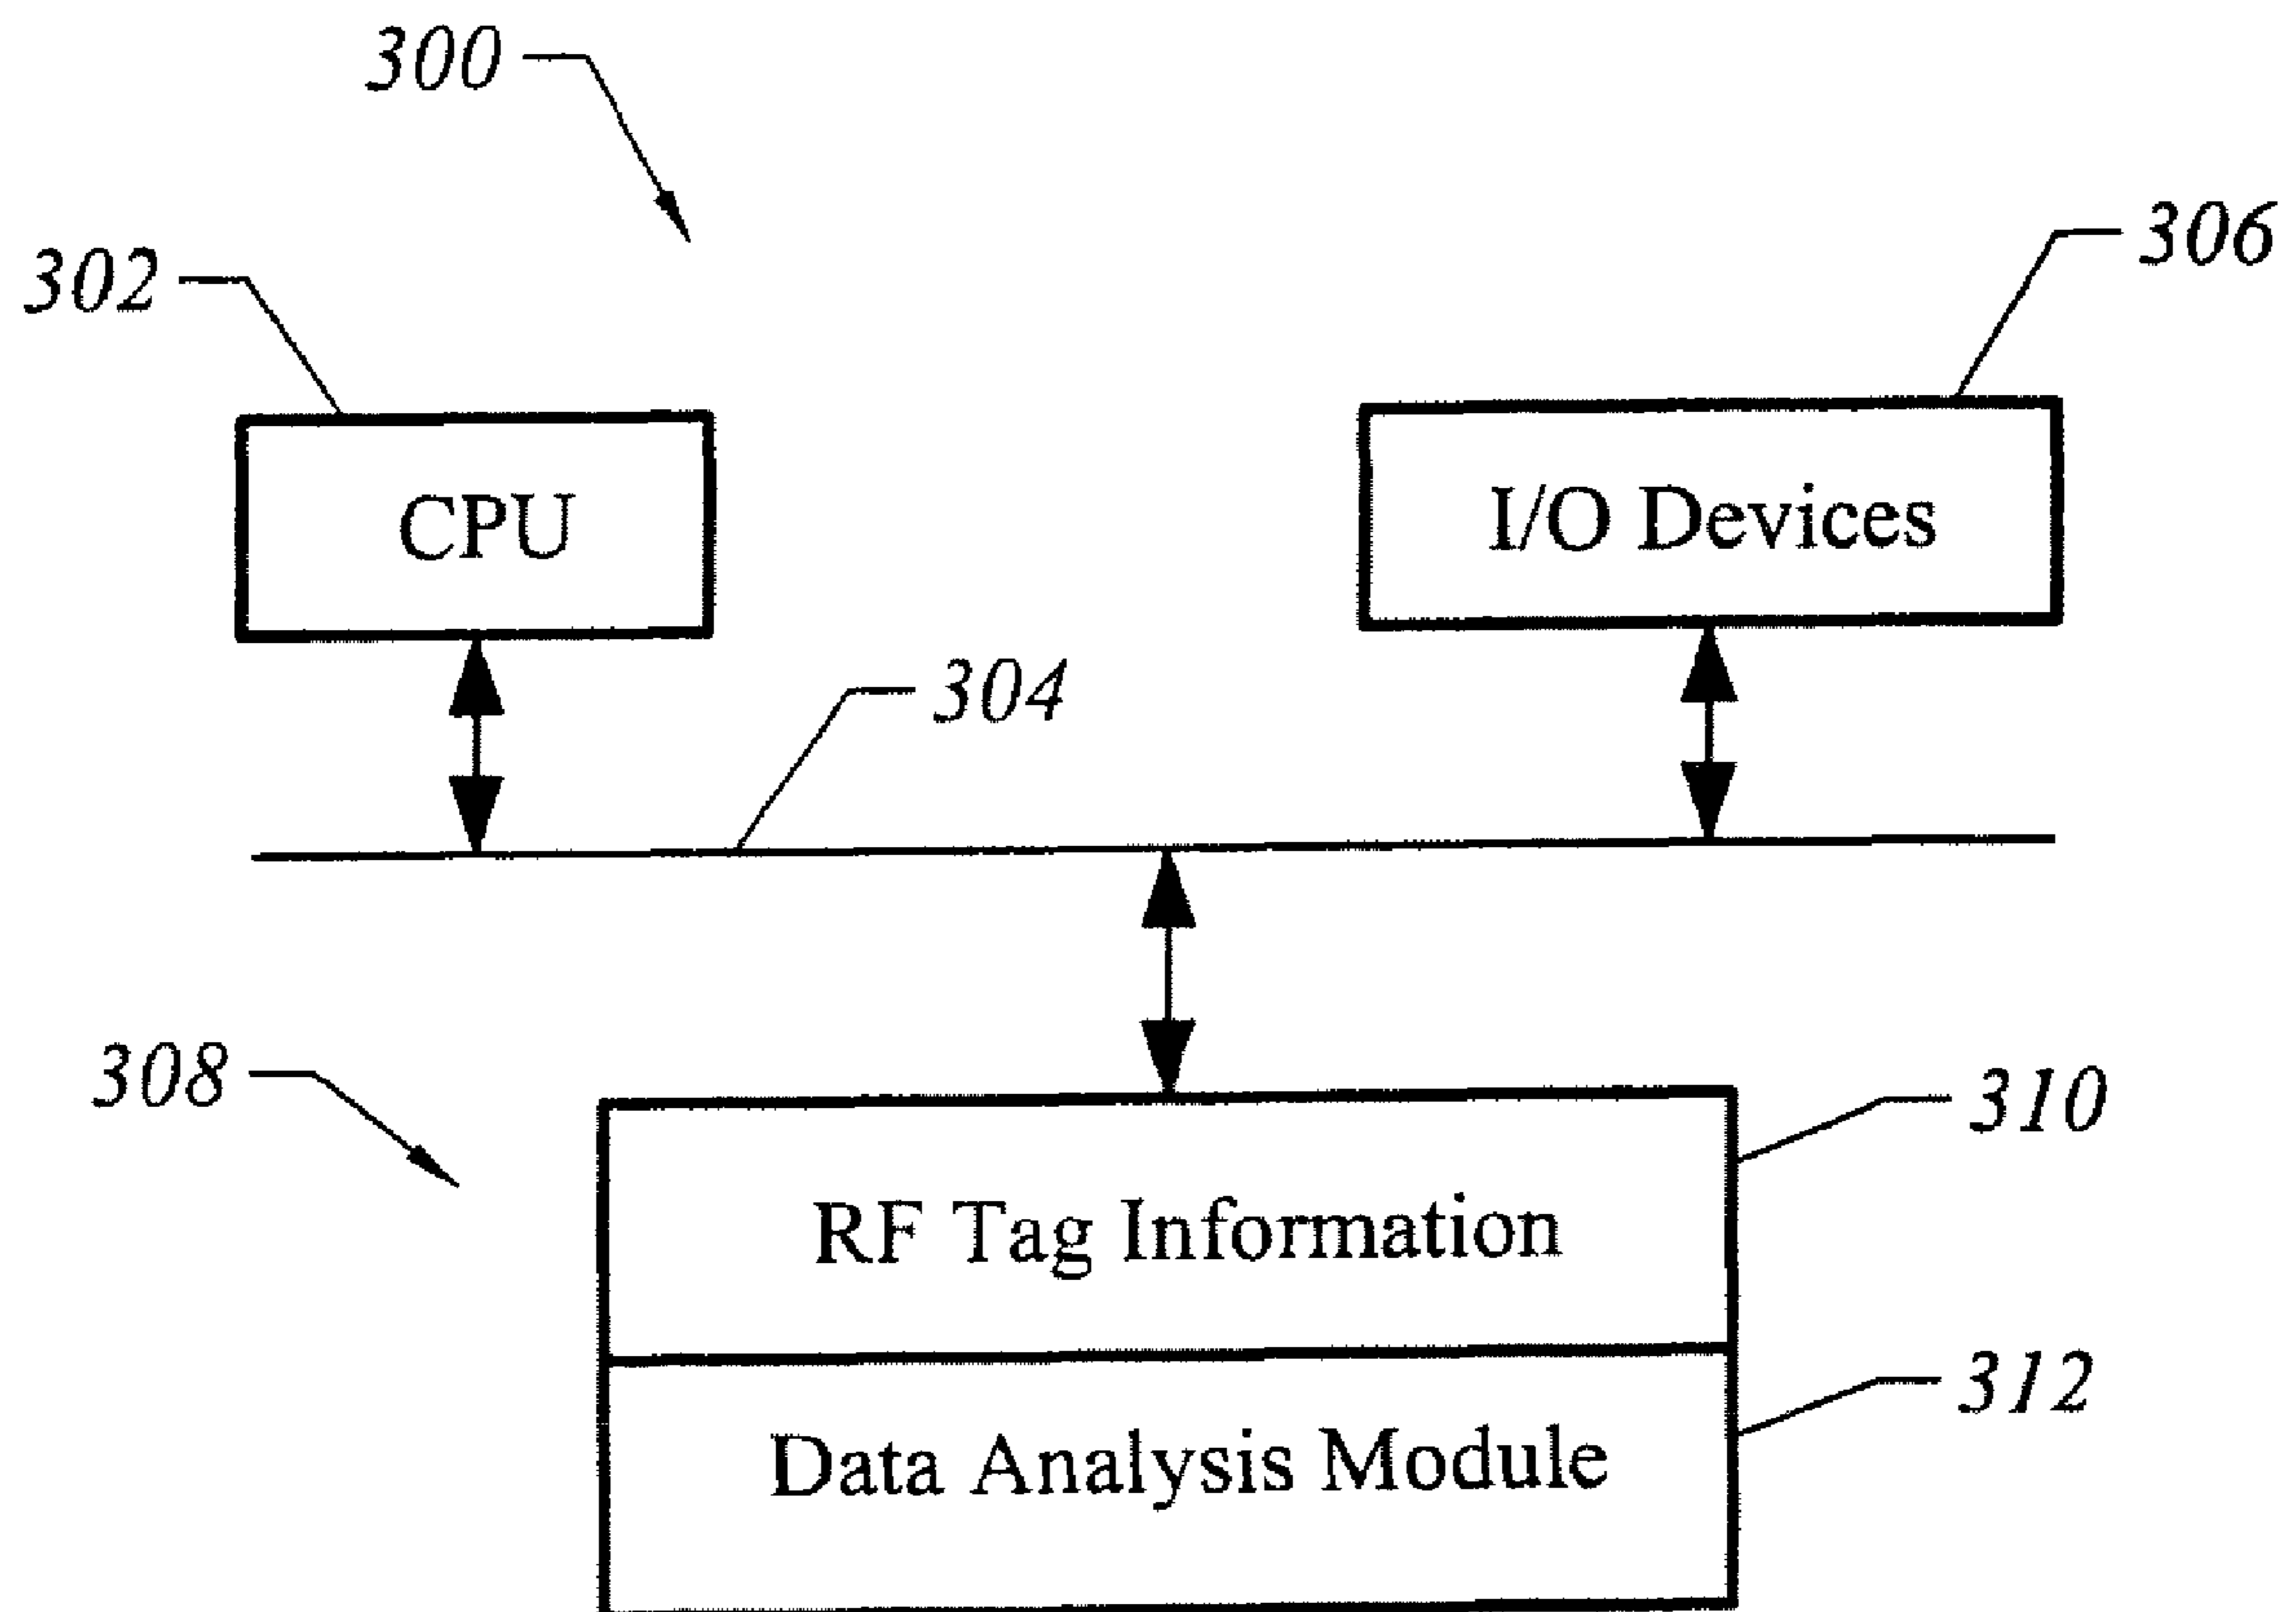 300
302
306
CPU
I/O Devices
304
308
310
RF Tag Information
312
Data Analysis Module